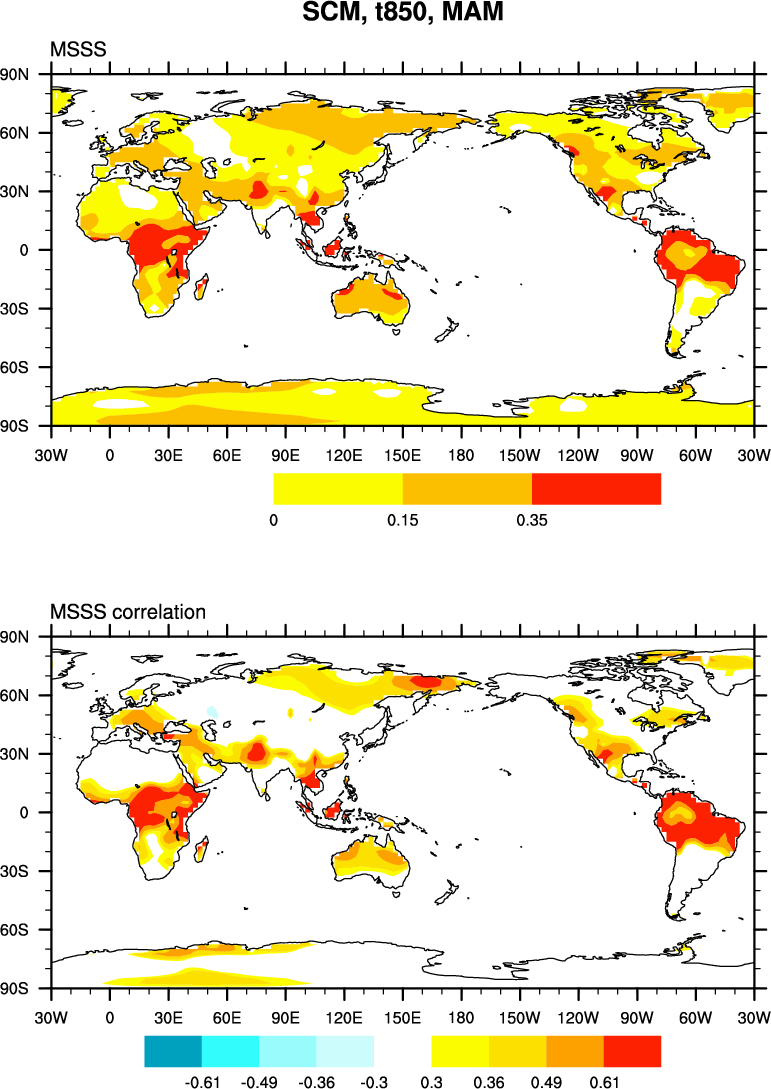 SCM, t850, MAM
MSSS
90N
60N
30N
0
30S
60S
90S
30W 0 30E 60E 90E 120E 150E 180 150W 120W 90W 60W 30W
0 0.15 0.35
MSSS correlation
90N
60N
30N
0
30S
60S
90S
30W 0 30E 60E 90E 120E 150E 180 150W 120W 90W 60W 30W
-0.61 -0.49 -0.36 -0.3 0.3 0.36 0.49 0.61